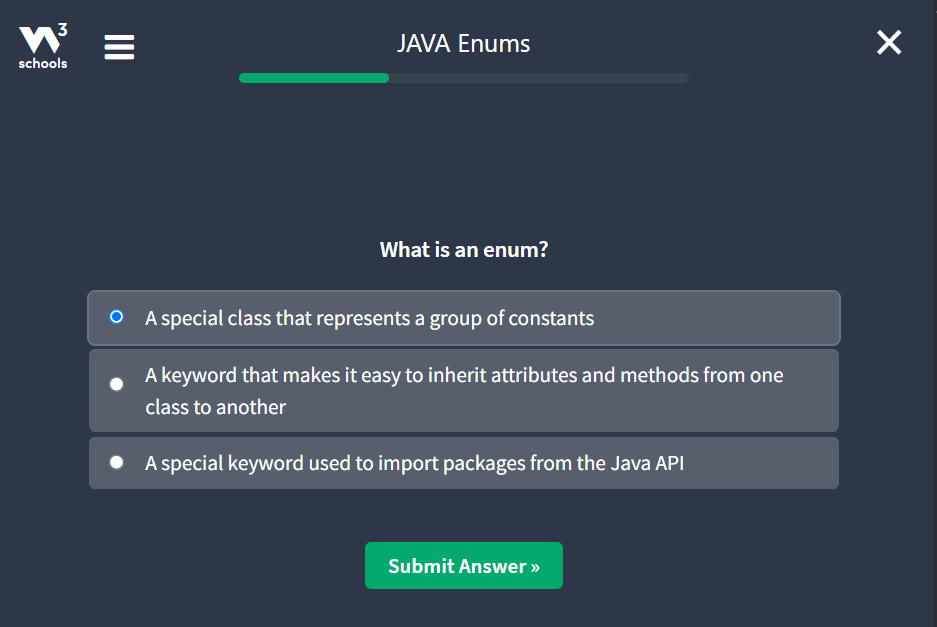 3
schools
JAVA Enums
What is an enum?
A special class that represents a group of constants
A keyword that makes it easy to inherit attributes and methods from one
class to another
A special keyword used to import packages from the Java API
Submit Answer »